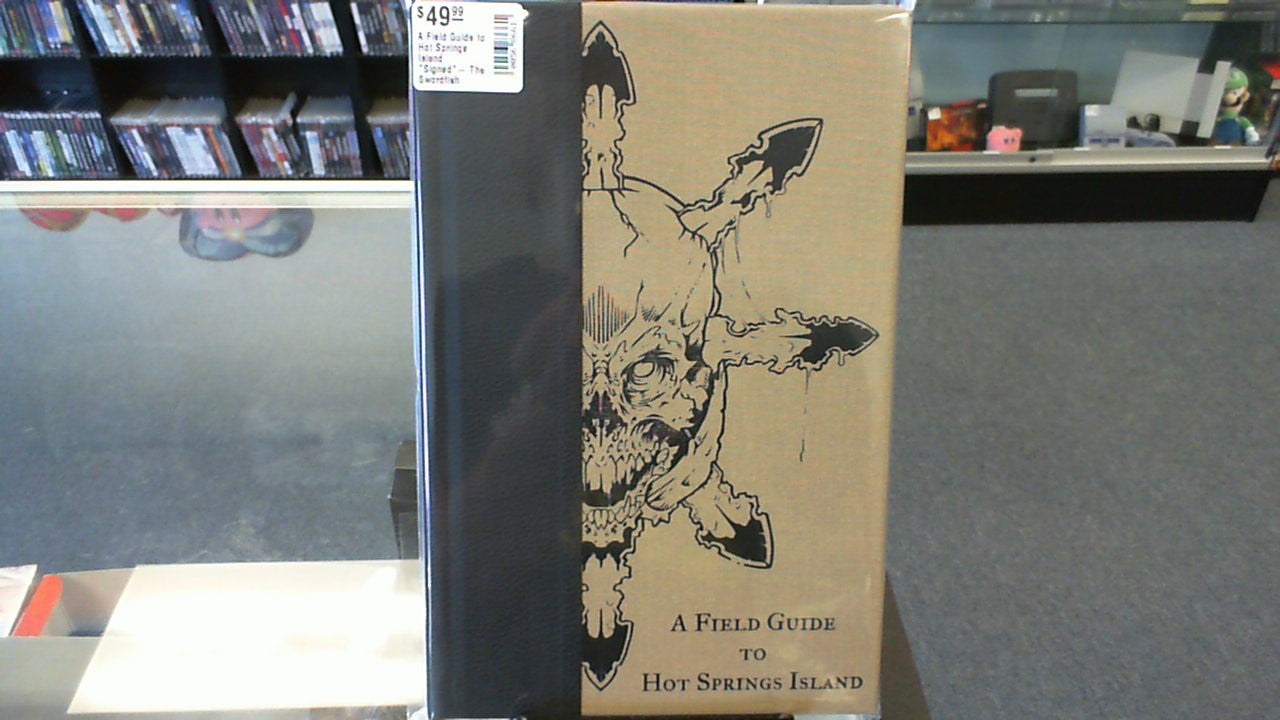 $49.99
A Field Guide to
Hot Springs
Island
"Signed" - The
Swordfish
A FIELD GUIDE
TO
HOT SPRINGS ISLAND